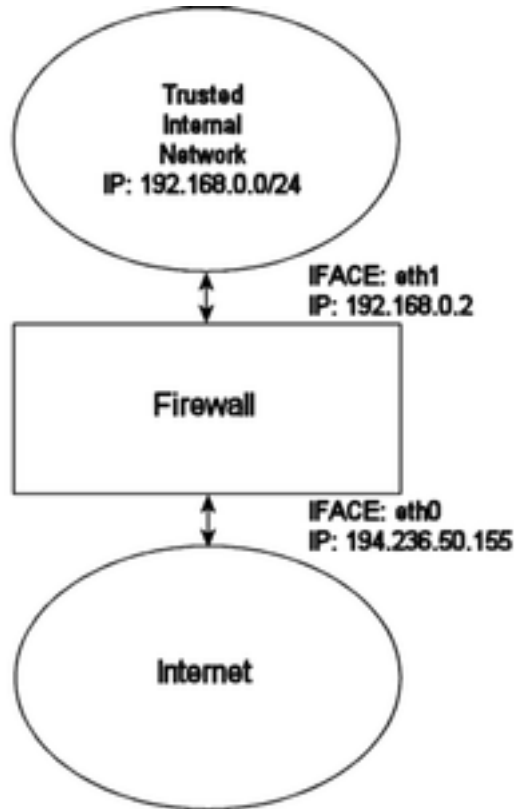 Trusted
Internal
Network
IP: 192.168.0.0/24
IFACE: eth1
IP: 192.168.0.2
Firewall
IFACE: eth0
IP: 194.236.50.155
Internet